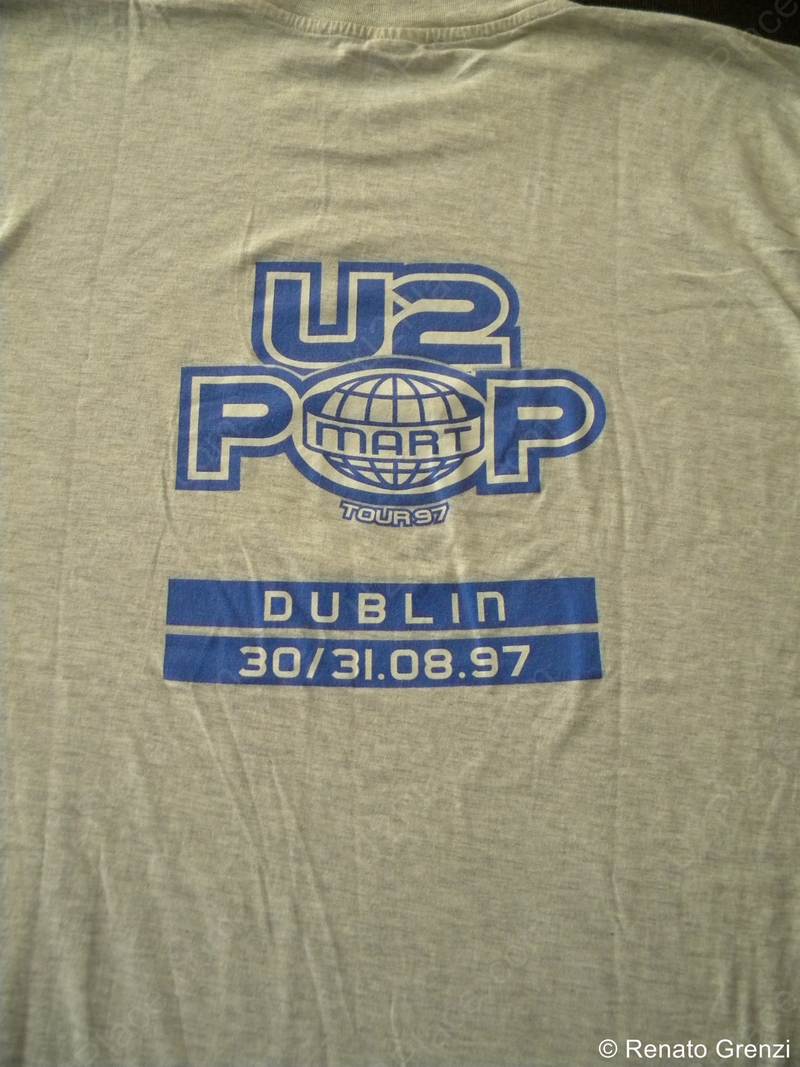 U2
POP
MART
TOUR 97
DUBLIN
30/31.08.97
© Renato Grenzi